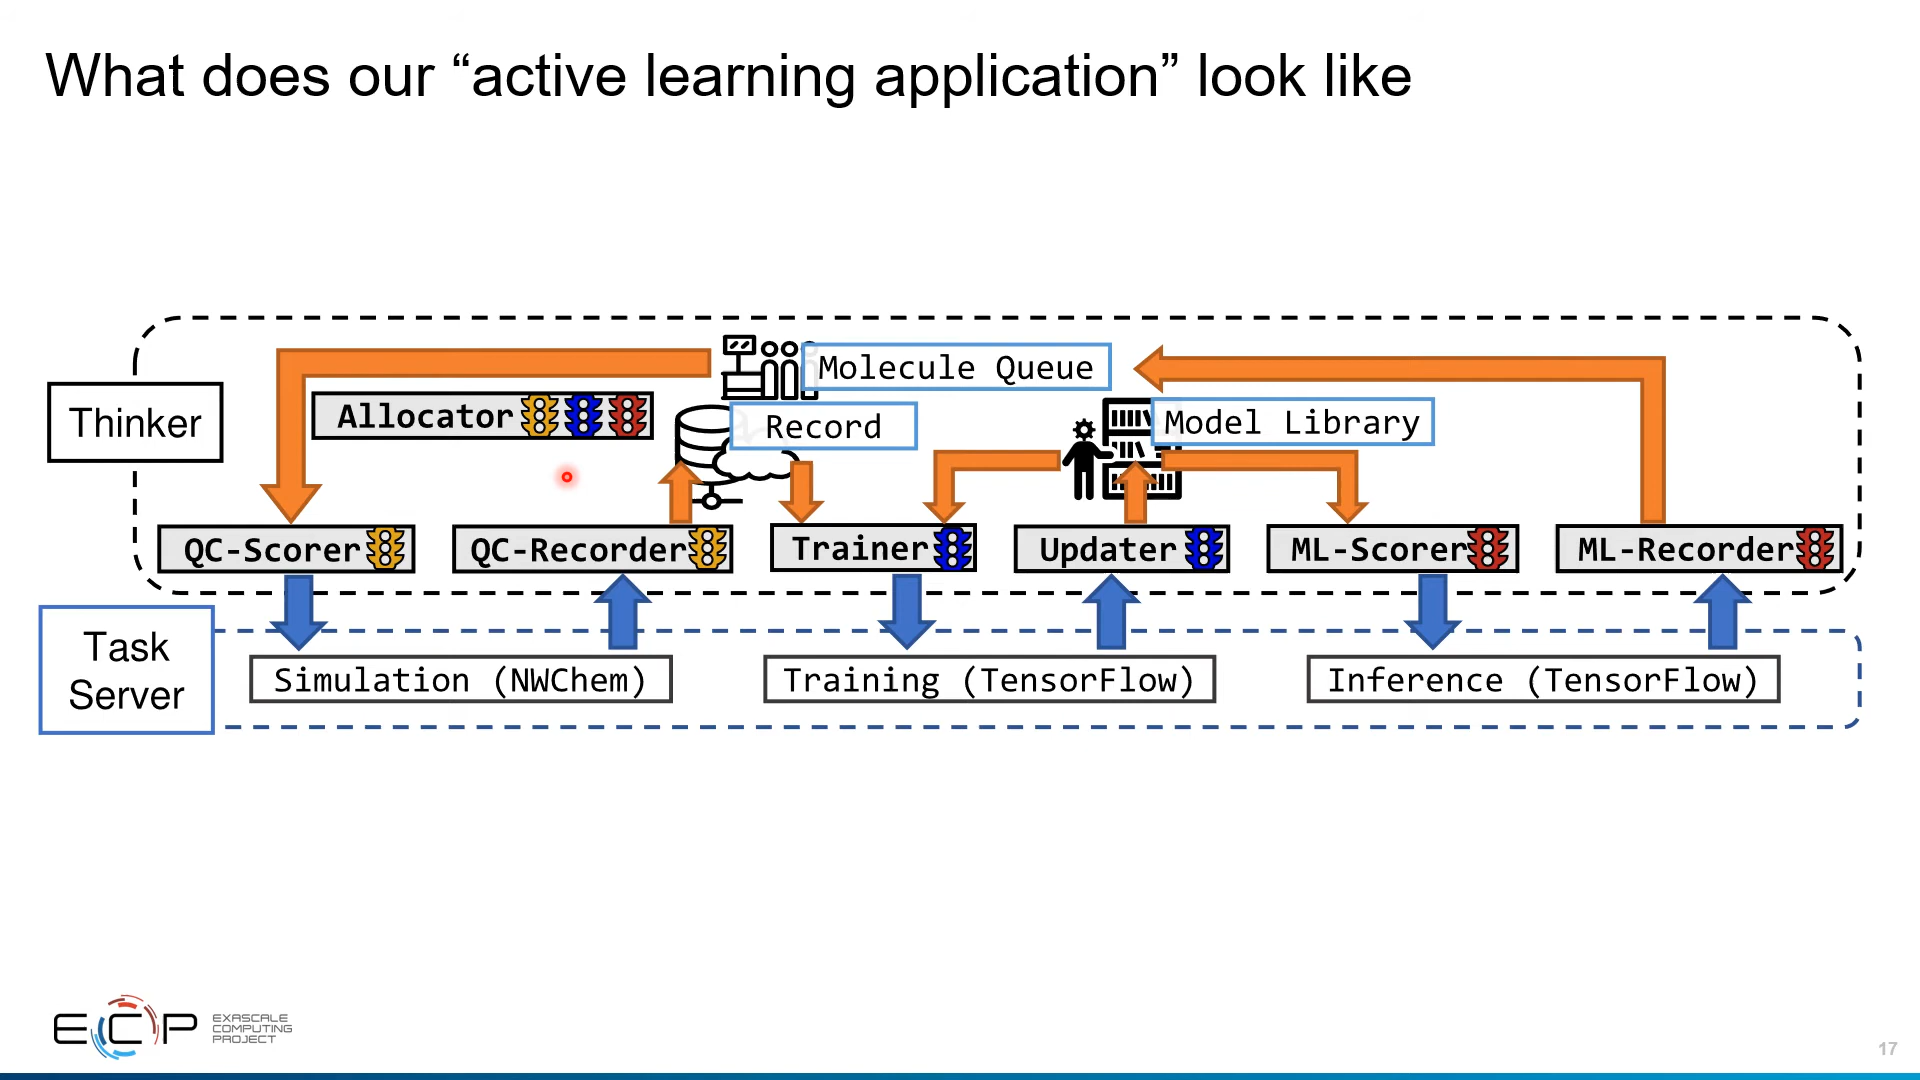 What does our “active learning application” look like
Molecule Queue
Thinker
Allocator
Record
Model Library
QC-Scorer
QC-Recorder
Trainer
Updater
ML-Scorer
ML-Recorder
Task
Server
Simulation (NWChem)
Training (TensorFlow)
Inference (TensorFlow)
ECP
EXASCALE
COMPUTING
PROJECT
17